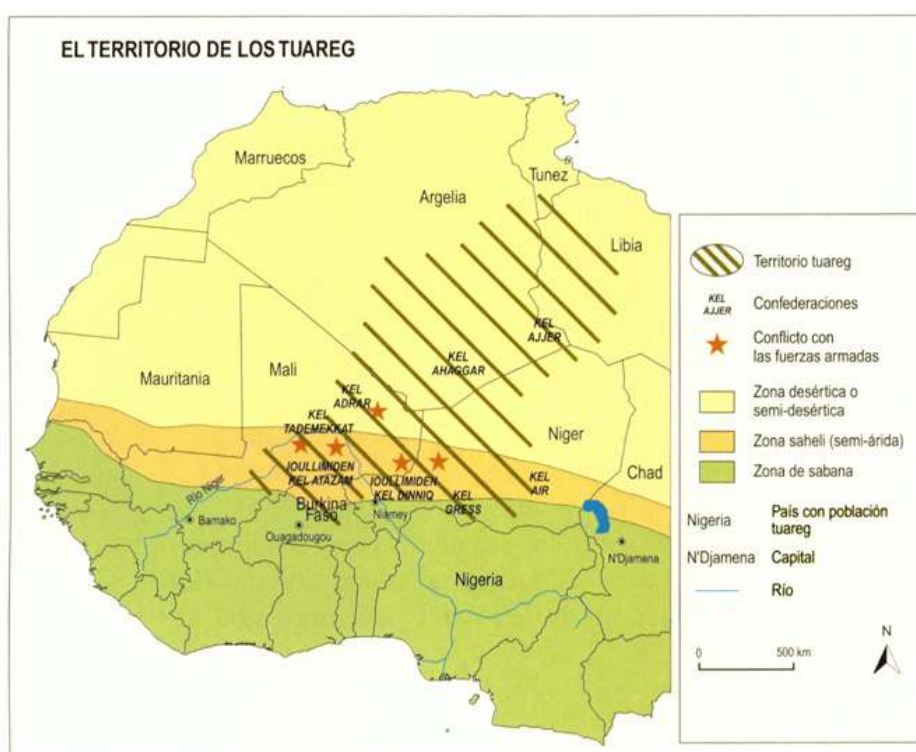 EL TERRITORIO DE LOS TUAREG
Marruecos
Tunez
Argelia
Libia
Mauritania
Mali
KEL
AJJER
KEL
AHAGGAR
KEL
ADRAR
KEL
TADEMEKKAT
Niger
Chad
IOULLIMIDEN
KEL ATAZAM
IOULLIMIDEN
KEL DINNIQ
KEL
AIR
KEL
GRESS
Río Niger
Burkina
Faso
Niamey
Bamako
Ouagadougou
N'Djamena
Nigeria
Territorio tuareg
KEL
AJJER
Confederaciones
Conflicto con
las fuerzas armadas
Zona desértica o
semi-desértica
Zona saheli (semi-árida)
Zona de sabana
Nigeria
País con población
tuareg
N'Djamena
Capital
Río
0
500 km
N